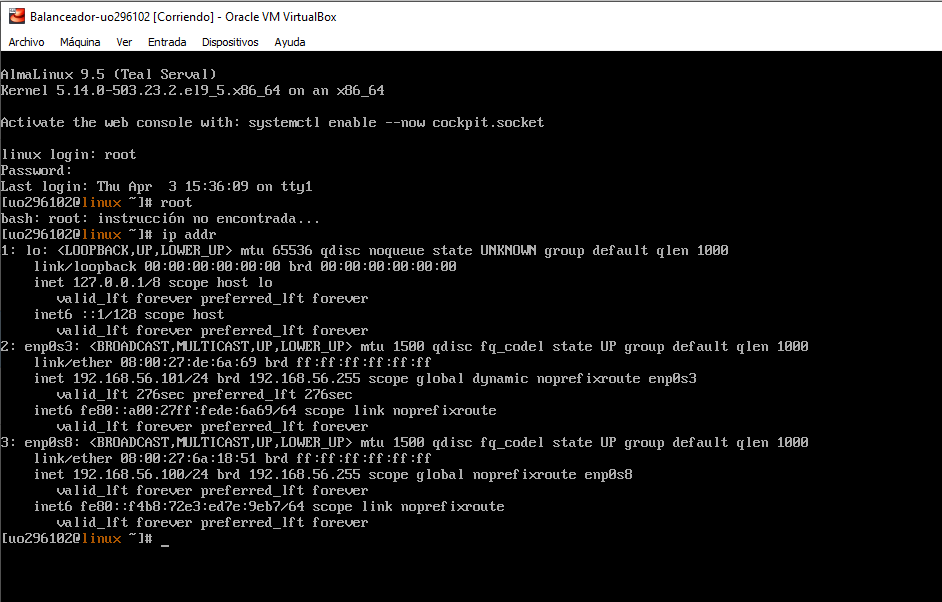 Balanceador-uo296102 [Corriendo] - Oracle VM VirtualBox
Archivo Máquina Ver Entrada Dispositivos Ayuda
AlmaLinux 9.5 (Teal Serval)
Kernel 5.14.0-503.23.2.el9_5.x86_64 on an x86_64
Activate the web console with: systemctl enable --now cockpit.socket
linux login: root
Password:
Last login: Thu Apr  3 15:36:09 on tty1
[uo296102@linux ~]# root
bash: root: instrucción no encontrada...
[uo296102@linux ~]# ip addr
1: lo: <LOOPBACK,UP,LOWER_UP> mtu 65536 qdisc noqueue state UNKNOWN group default qlen 1000
    link/loopback 00:00:00:00:00:00 brd 00:00:00:00:00:00
    inet 127.0.0.1/8 scope host lo
       valid_lft forever preferred_lft forever
    inet6 ::1/128 scope host
       valid_lft forever preferred_lft forever
2: enp0s3: <BROADCAST,MULTICAST,UP,LOWER_UP> mtu 1500 qdisc fq_codel state UP group default qlen 1000
    link/ether 08:00:27:de:6a:69 brd ff:ff:ff:ff:ff:ff
    inet 192.168.56.101/24 brd 192.168.56.255 scope global dynamic noprefixroute enp0s3
       valid_lft 276sec preferred_lft 276sec
    inet6 fe80::a00:27ff:fede:6a69/64 scope link noprefixroute
       valid_lft forever preferred_lft forever
3: enp0s8: <BROADCAST,MULTICAST,UP,LOWER_UP> mtu 1500 qdisc fq_codel state UP group default qlen 1000
    link/ether 08:00:27:6a:18:51 brd ff:ff:ff:ff:ff:ff
    inet 192.168.56.100/24 brd 192.168.56.255 scope global noprefixroute enp0s8
       valid_lft forever preferred_lft forever
    inet6 fe80::f4b8:72e3:ed7e:9eb7/64 scope link noprefixroute
       valid_lft forever preferred_lft forever
[uo296102@linux ~]# _